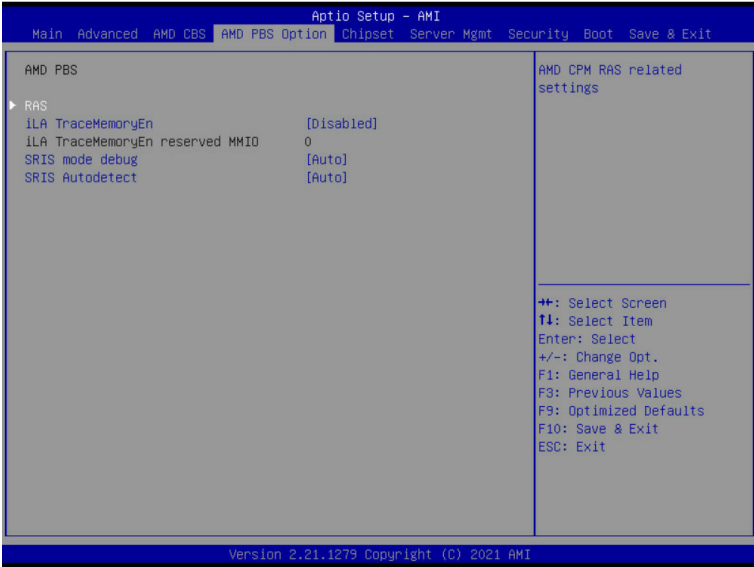 Aptio Setup - AMI
Main Advanced AMD CBS AMD PBS Option Chipset Server Mgmt Security Boot Save & Exit
AMD PBS
RAS
iLA TraceMemoryEn [Disabled]
iLA TraceMemoryEn reserved MMIO 0
SRIS mode debug [Auto]
SRIS Autodetect [Auto]
AMD CPM RAS related
settings
→←: Select Screen
↑↓: Select Item
Enter: Select
+/-: Change Opt.
F1: General Help
F3: Previous Values
F9: Optimized Defaults
F10: Save & Exit
ESC: Exit
Version 2.21.1279 Copyright (C) 2021 AMI